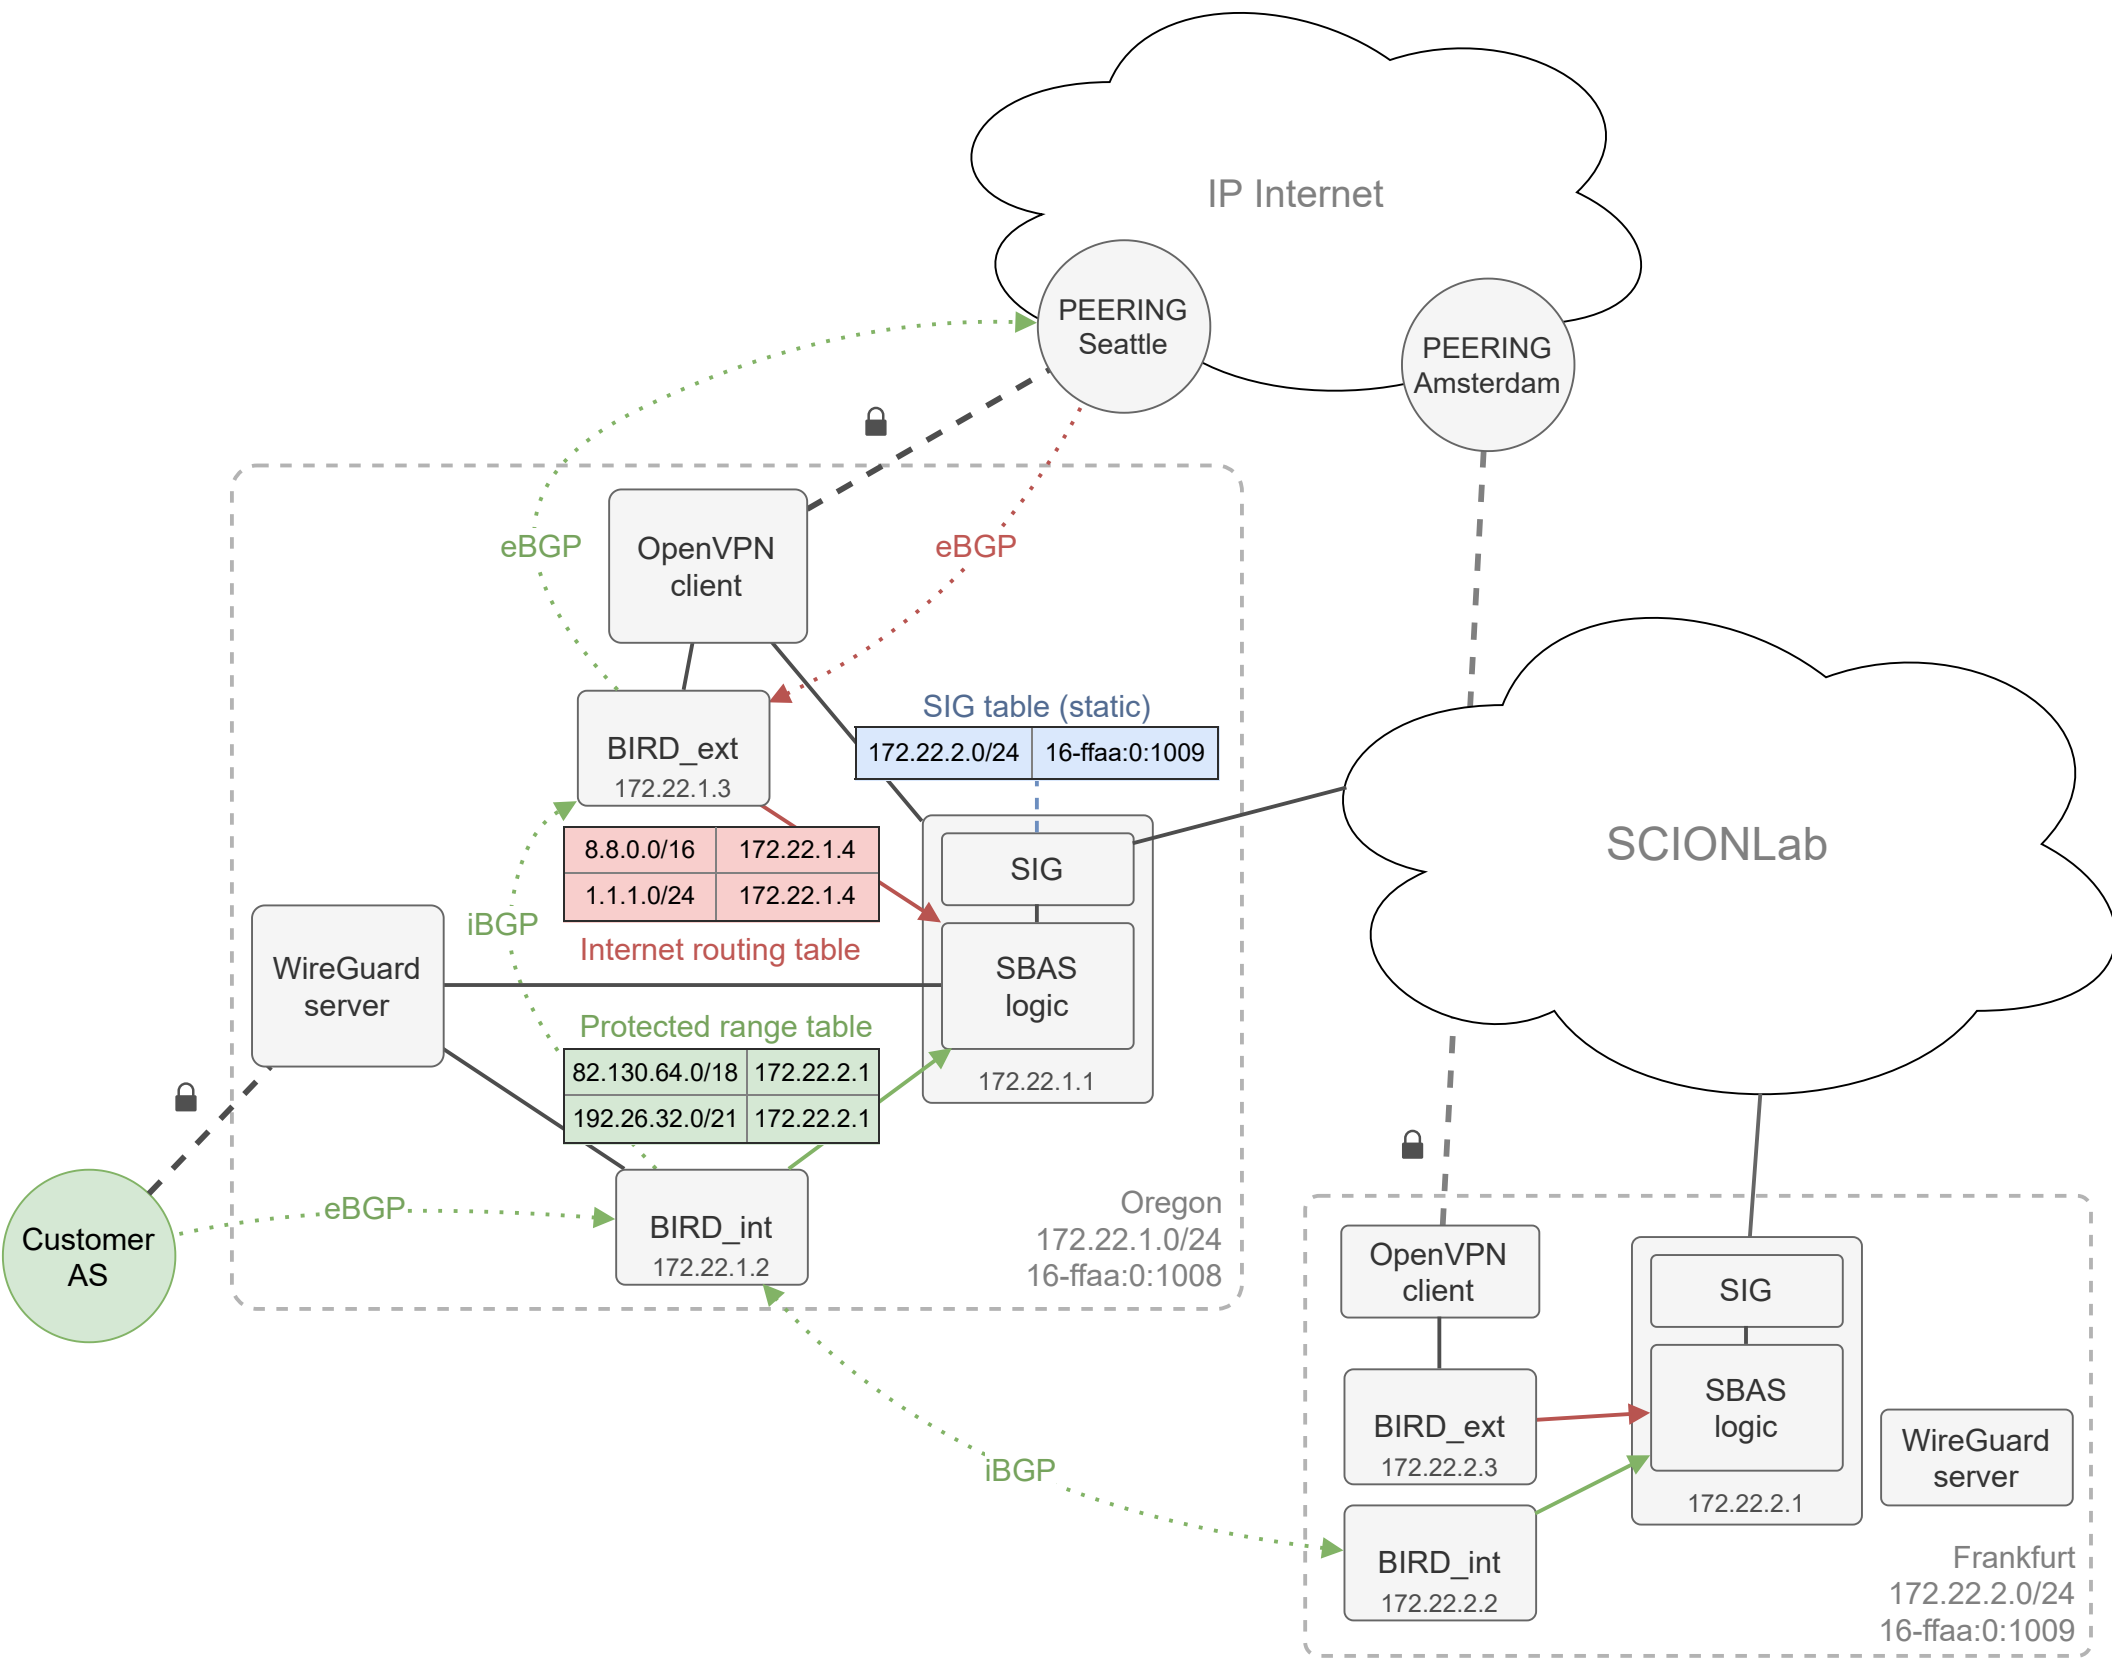 IP Internet
PEERING
Seattle
PEERING
Amsterdam
eBGP
OpenVPN
client
eBGP
SIG table (static)
172.22.2.0/24 16-ffaa:0:1009
BIRD_ext
172.22.1.3
8.8.0.0/16 172.22.1.4
1.1.1.0/24 172.22.1.4
Internet routing table
iBGP
SIG
SCIONLab
WireGuard
server
SBAS
logic
172.22.1.1
Protected range table
82.130.64.0/18 172.22.2.1
192.26.32.0/21 172.22.2.1
Customer
AS
eBGP
BIRD_int
172.22.1.2
Oregon
172.22.1.0/24
16-ffaa:0:1008
iBGP
OpenVPN
client
SIG
BIRD_ext
172.22.2.3
SBAS
logic
172.22.2.1
WireGuard
server
BIRD_int
172.22.2.2
Frankfurt
172.22.2.0/24
16-ffaa:0:1009